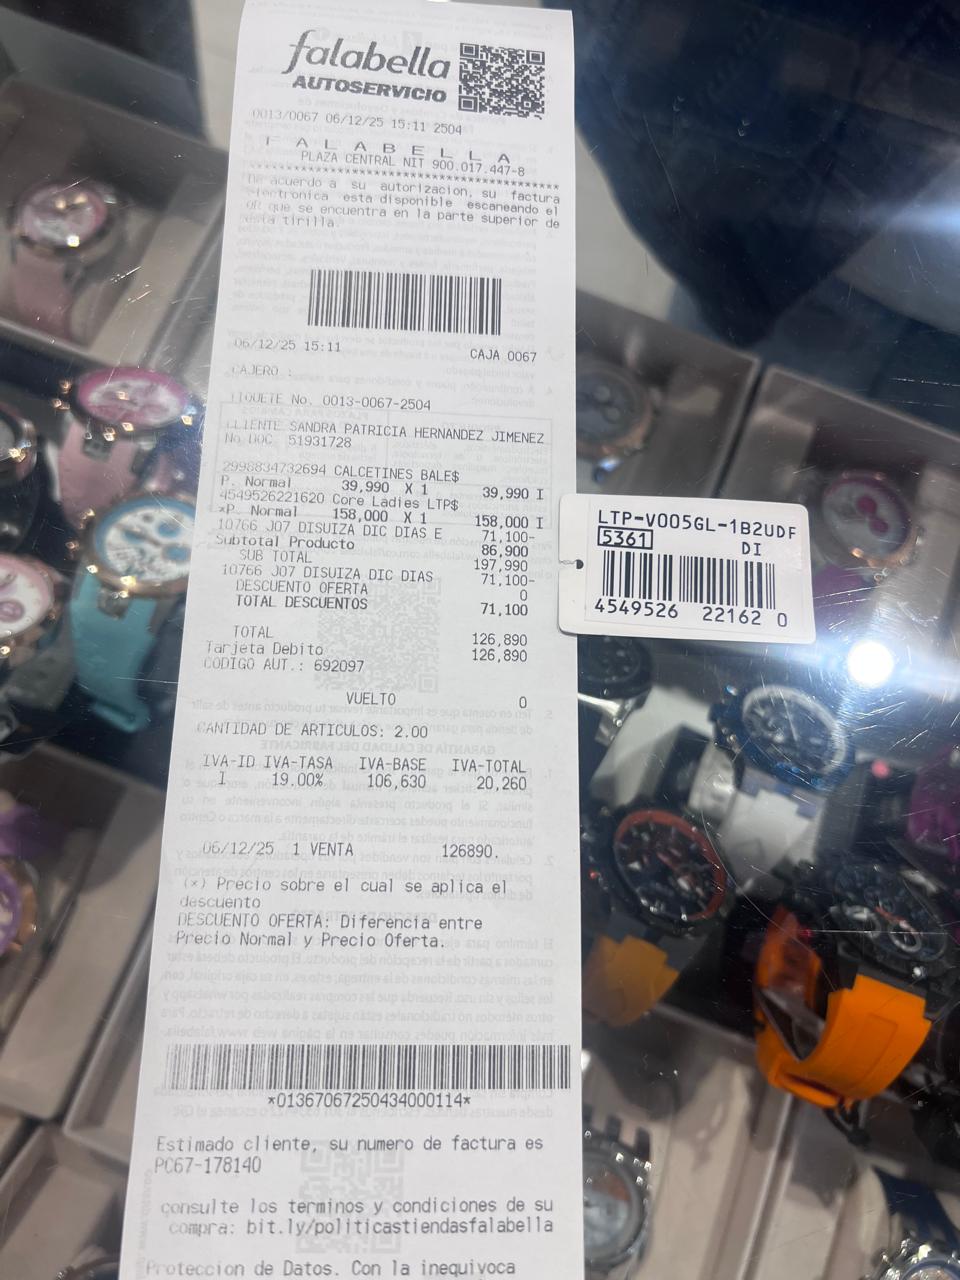 falabella
AUTOSERVICIO
0013/0067 06/12/25 15:11 2504
F A L A B E L L A
PLAZA CENTRAL NIT 900.017.447-8
************************************
De acuerdo a su autorizacion, su factura
electronica esta disponible escaneando el
QR que se encuentra en la parte superior de
esta tirilla.
06/12/25 15:11 CAJA 0067
CAJERO :
TIQUETE No. 0013-0067-2504
CLIENTE SANDRA PATRICIA HERNANDEZ JIMENEZ
No.DOC 51931728
2998834732694 CALCETINES BALE$
P. Normal 39,990 X 1 39,990 I
4549526221620 Core Ladies LTP$
*P. Normal 158,000 X 1 158,000 I
10766 J07 DISUIZA DIC DIAS E 71,100-
Subtotal Producto 86,900
SUB TOTAL 197,990
10766 J07 DISUIZA DIC DIAS 71,100-
DESCUENTO OFERTA 0
TOTAL DESCUENTOS 71,100
TOTAL 126,890
Tarjeta Debito 126,890
CODIGO AUT.: 692097
VUELTO 0
CANTIDAD DE ARTICULOS: 2.00
IVA-ID IVA-TASA IVA-BASE IVA-TOTAL
I 19.00% 106,630 20,260
06/12/25 1 VENTA 126890.
(*) Precio sobre el cual se aplica el
descuento
DESCUENTO OFERTA: Diferencia entre
Precio Normal y Precio Oferta.
*01367067250434000114*
Estimado cliente, su numero de factura es
PC67-178140
consulte los terminos y condiciones de su
compra: bit.ly/politicastiendasfalabella
Proteccion de Datos. Con la inequivoca
LTP-V005GL-1B2UDF
5361 DI
4549526 22162 0